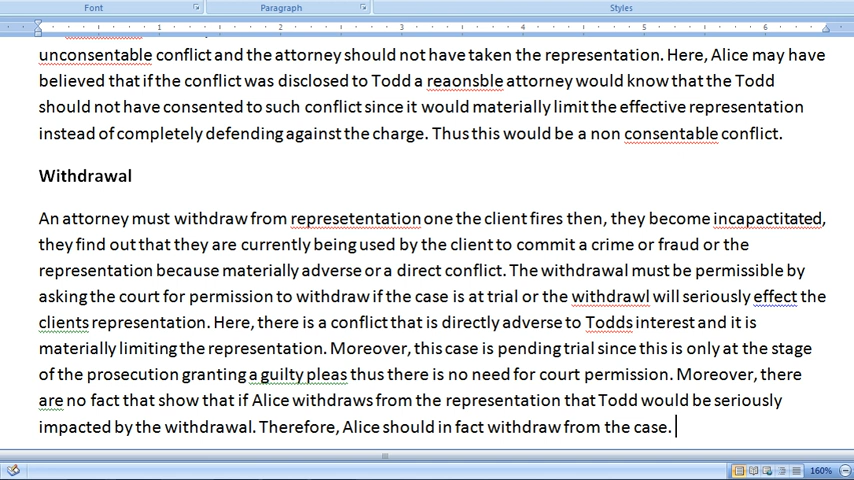 Font Paragraph Styles
1 2 3 4 5 6
unconsentable conflict and the attorney should not have taken the representation. Here, Alice may have
believed that if the conflict was disclosed to Todd a reaonsble attorney would know that the Todd
should not have consented to such conflict since it would materially limit the effective representation
instead of completely defending against the charge. Thus this would be a non consentable conflict.
Withdrawal
An attorney must withdraw from represetentation one the client fires then, they become incapactitated,
they find out that they are currently being used by the client to commit a crime or fraud or the
representation because materially adverse or a direct conflict. The withdrawal must be permissible by
asking the court for permission to withdraw if the case is at trial or the withdrawl will seriously effect the
clients representation. Here, there is a conflict that is directly adverse to Todds interest and it is
materially limiting the representation. Moreover, this case is pending trial since this is only at the stage
of the prosecution granting a guilty pleas thus there is no need for court permission. Moreover, there
are no fact that show that if Alice withdraws from the representation that Todd would be seriously
impacted by the withdrawal. Therefore, Alice should in fact withdraw from the case.
160%